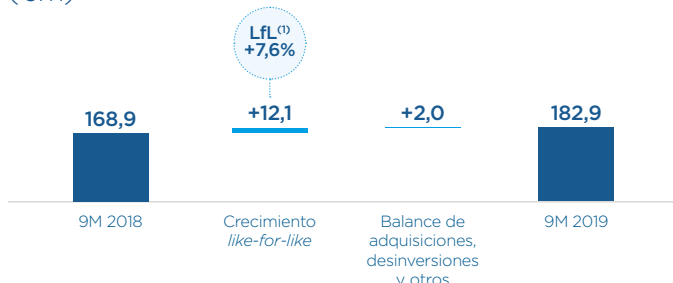 LfL(1)
+7,6%
168,9
+12,1
+2,0
182,9
9M 2018
Crecimiento
like-for-like
Balance de
adquisiciones,
desinversiones
y otros
9M 2019